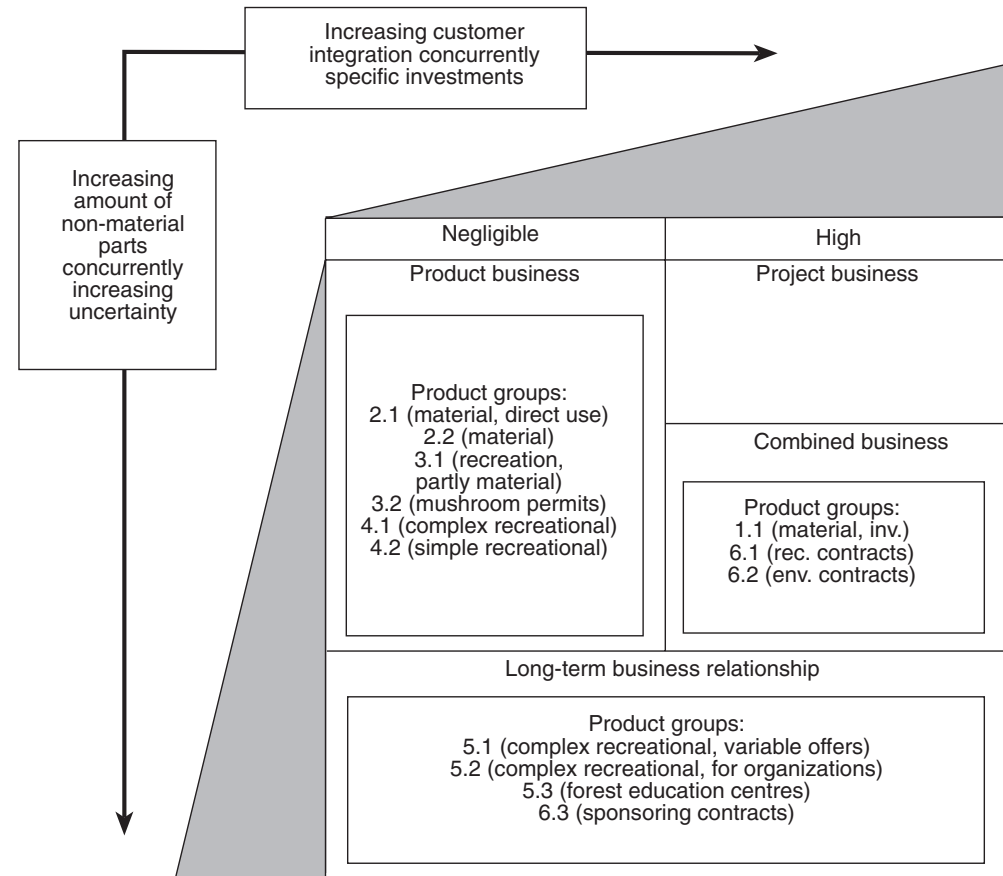 Increasing customer
integration concurrently
specific investments
Increasing
amount of
non-material
parts
concurrently
increasing
uncertainty
Negligible
High
Product business
Project business
Product groups:
2.1 (material, direct use)
2.2 (material)
3.1 (recreation,
partly material)
3.2 (mushroom permits)
4.1 (complex recreational)
4.2 (simple recreational)
Combined business
Product groups:
1.1 (material, inv.)
6.1 (rec. contracts)
6.2 (env. contracts)
Long-term business relationship
Product groups:
5.1 (complex recreational, variable offers)
5.2 (complex recreational, for organizations)
5.3 (forest education centres)
6.3 (sponsoring contracts)